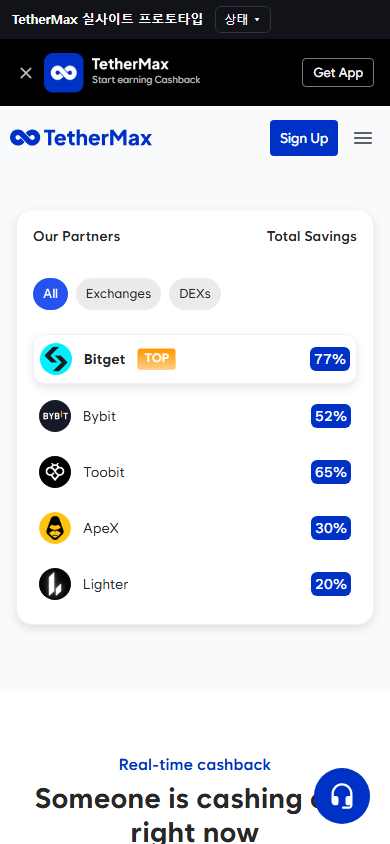 TetherMax 실사이트 프로토타입 상태
TetherMax
Start earning Cashback
Get App
TetherMax
Sign Up
Our Partners Total Savings
All Exchanges DEXs
Bitget TOP 77%
BYBIT Bybit 52%
Toobit 65%
ApeX 30%
Lighter 20%
Real-time cashback
Someone is cashing
right now